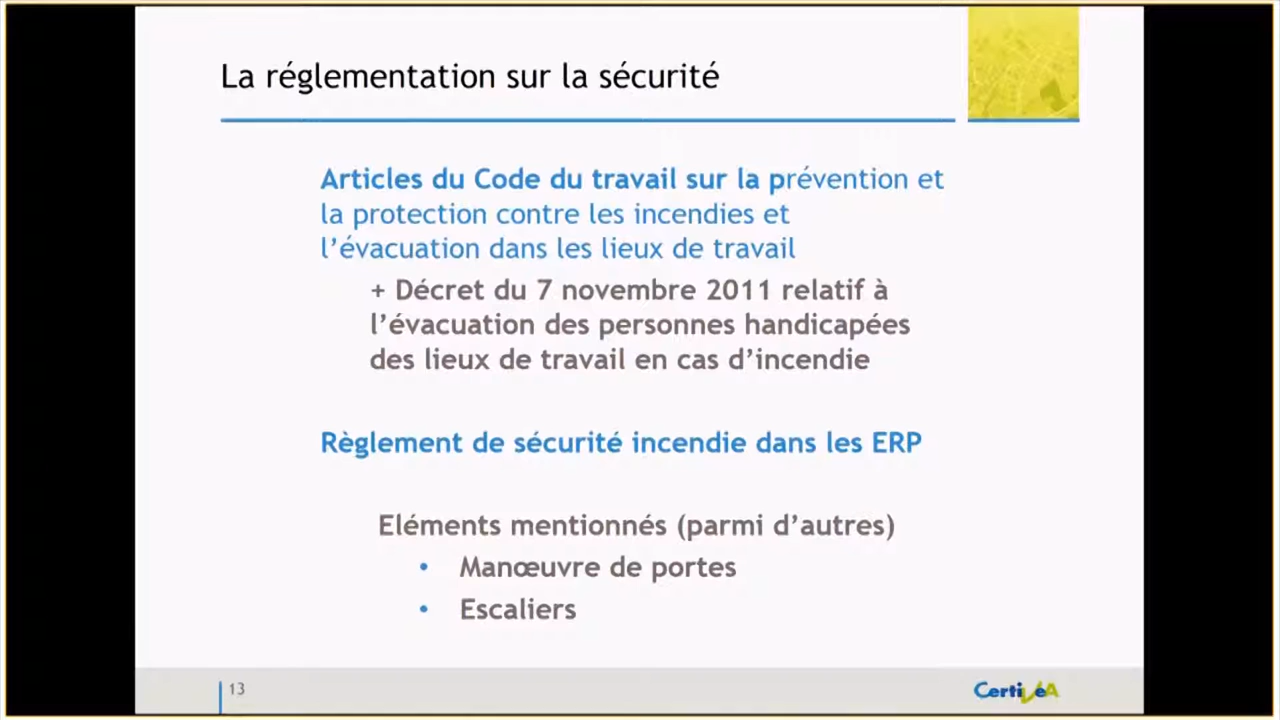 La réglementation sur la sécurité
Articles du Code du travail sur la prévention et
la protection contre les incendies et
l’évacuation dans les lieux de travail
+ Décret du 7 novembre 2011 relatif à
l’évacuation des personnes handicapées
des lieux de travail en cas d’incendie
Règlement de sécurité incendie dans les ERP
Eléments mentionnés (parmi d’autres)
• Manœuvre de portes
• Escaliers
13
CertiVeA